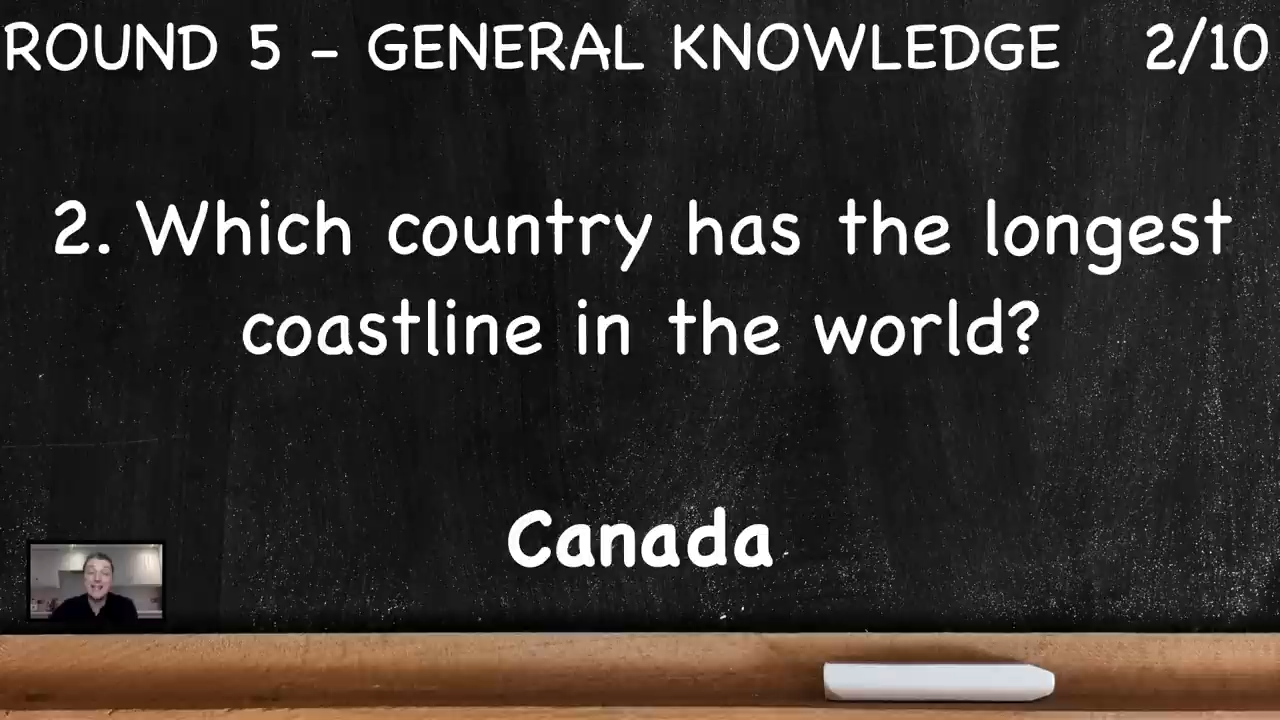 ROUND 5 - GENERAL KNOWLEDGE 2/10
2. Which country has the longest
coastline in the world?
Canada